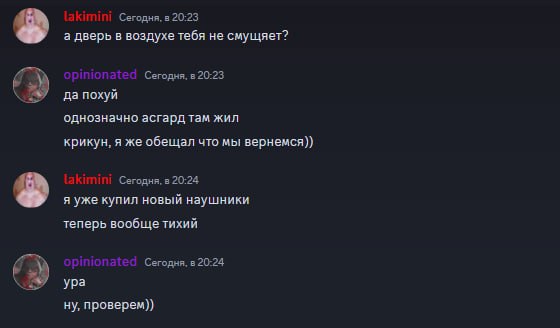 lakimini Сегодня, в 20:23
а дверь в воздухе тебя не смущяет?
opinionated Сегодня, в 20:23
да похуй
однозначно асгард там жил
крикун, я же обещал что мы вернемся))
lakimini Сегодня, в 20:24
я уже купил новый наушники
теперь вообще тихий
opinionated Сегодня, в 20:24
ура
ну, проверем))